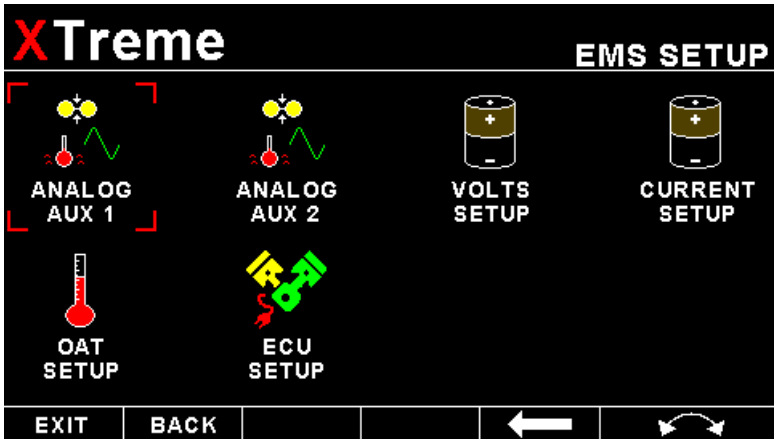 XTreme
EMS SETUP
ANALOG
AUX 1
ANALOG
AUX 2
VOLTS
SETUP
CURRENT
SETUP
OAT
SETUP
ECU
SETUP
EXIT
BACK